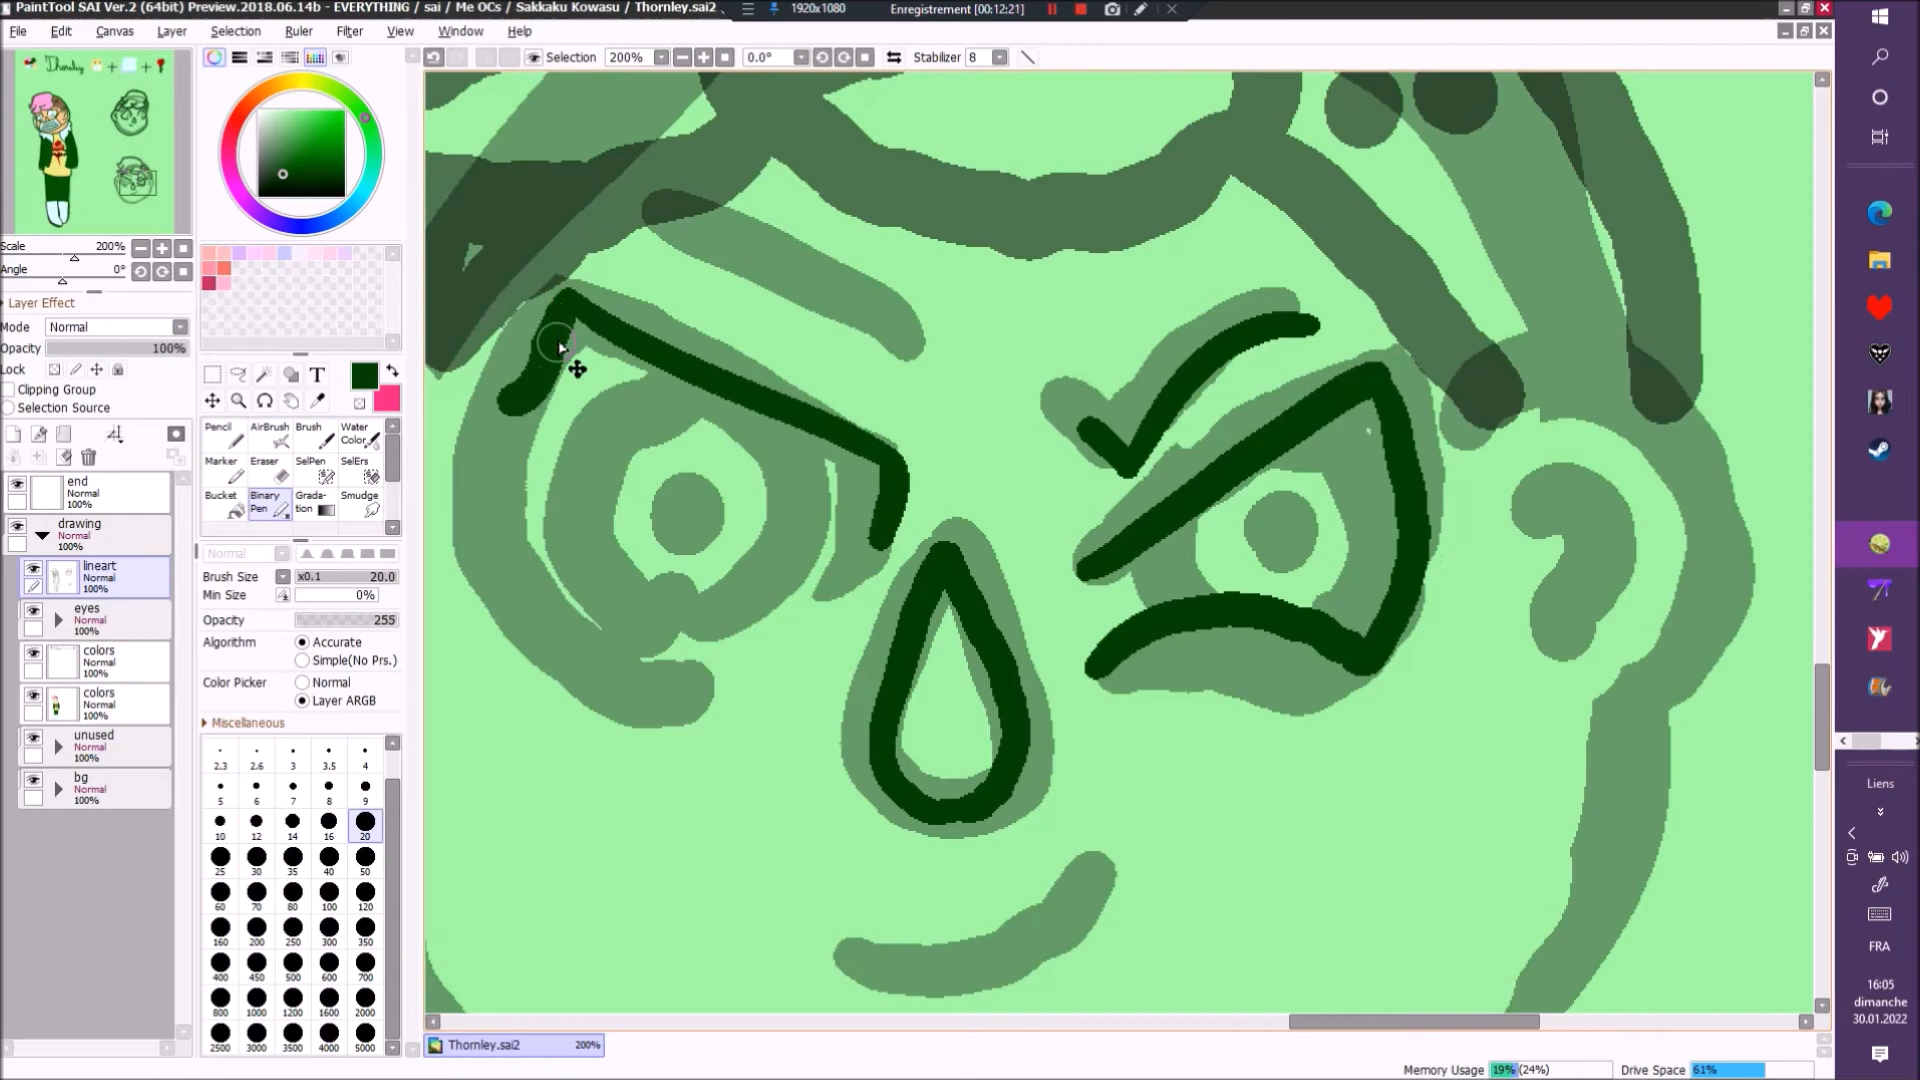 PaintTool SAI Ver.2 (64bit) Preview.2018.06.14b - EVERYTHING / sai / Me OCs / Sakkaku Kowasu / Thornley.sai2
1920x1080
Enregistrement [00:12:21]
File Edit Canvas Layer Selection Ruler Filter View Window Help
Selection 200% 0.0° Stabilizer 8
Thornley + +
Scale 200%
Angle 0°
Layer Effect
Mode Normal
Opacity 100%
Lock
Clipping Group
Selection Source
end
Normal
100%
drawing
Normal
100%
lineart
Normal
100%
eyes
Normal
100%
colors
Normal
100%
colors
Normal
100%
unused
Normal
100%
bg
Normal
100%
T
Pencil AirBrush Brush Water Color
Marker Eraser SelPen SelErs
Bucket Binary Pen Grada-tion Smudge
Normal
Brush Size x0.1 20.0
Min Size 0%
Opacity 255
Algorithm Accurate
Simple(No Prs.)
Color Picker Normal
Layer ARGB
Miscellaneous
2.3 2.6 3 3.5 4
5 6 7 8 9
10 12 14 16 20
25 30 35 40 50
60 70 80 100 120
160 200 250 300 350
400 450 500 600 700
800 1000 1200 1600 2000
2500 3000 3500 4000 5000
Thornley.sai2 200%
Memory Usage 19% (24%) Drive Space 61%
Liens
FRA
16:05
dimanche
30.01.2022